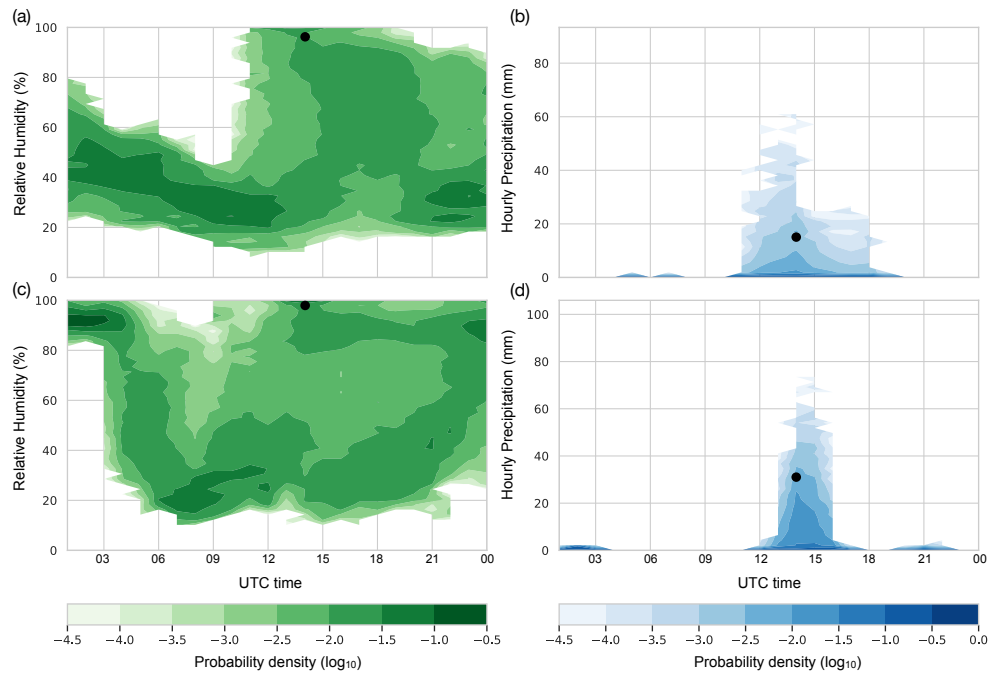 (a)
(b)
100
80
60
40
20
0
Relative Humidity (%)
80
60
40
20
0
Hourly Precipitation (mm)
(c)
(d)
100
80
60
40
20
0
Relative Humidity (%)
03 06 09 12 15 18 21 00
UTC time
100
80
60
40
20
0
Hourly Precipitation (mm)
03 06 09 12 15 18 21 00
UTC time
−4.5 −4.0 −3.5 −3.0 −2.5 −2.0 −1.5 −1.0 −0.5
Probability density (log₁₀)
−4.5 −4.0 −3.5 −3.0 −2.5 −2.0 −1.5 −1.0 −0.5 0.0
Probability density (log₁₀)